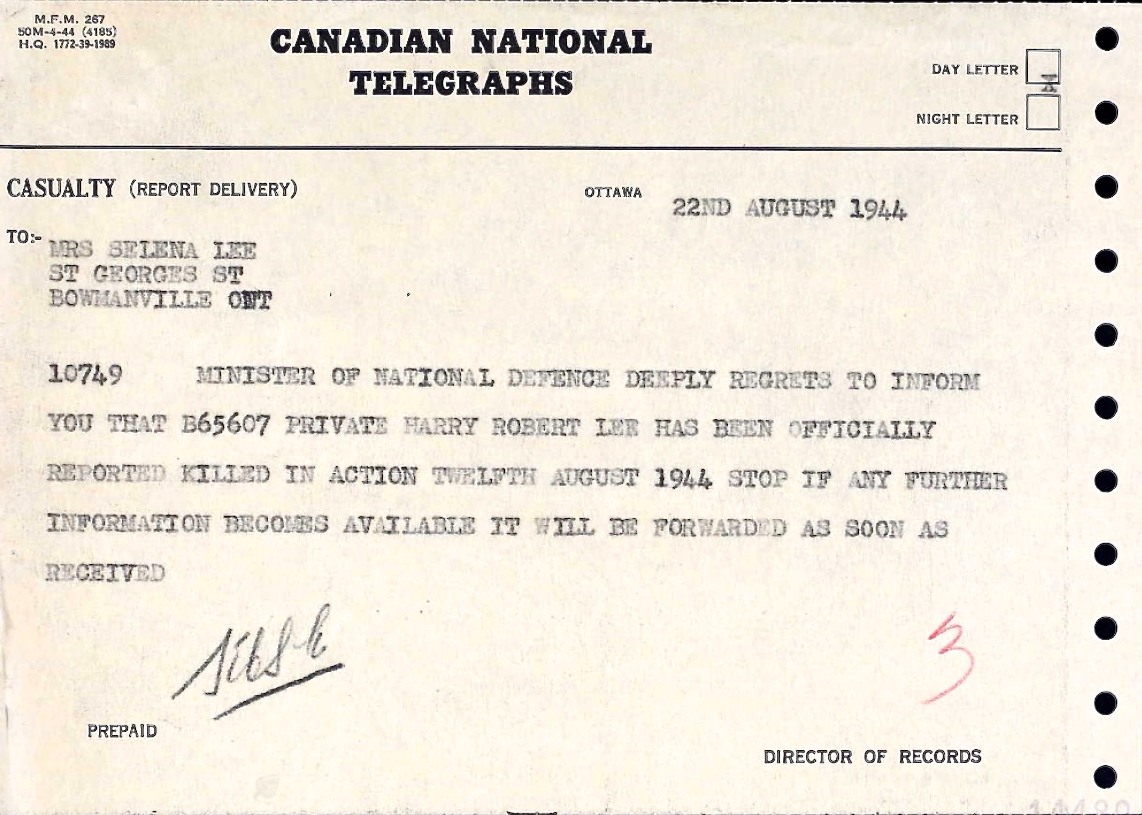 M.F.M. 267
50M-4-44 (4185)
H.Q. 1772-39-1989
CANADIAN NATIONAL
TELEGRAPHS
DAY LETTER X
NIGHT LETTER
CASUALTY (REPORT DELIVERY)
OTTAWA 22ND AUGUST 1944
TO:- MRS SELENA LEE
ST GEORGES ST
BOWMANVILLE ONT
10749 MINISTER OF NATIONAL DEFENCE DEEPLY REGRETS TO INFORM
YOU THAT B65607 PRIVATE HARRY ROBERT LEE HAS BEEN OFFICIALLY
REPORTED KILLED IN ACTION TWELFTH AUGUST 1944 STOP IF ANY FURTHER
INFORMATION BECOMES AVAILABLE IT WILL BE FORWARDED AS SOON AS
RECEIVED
3
PREPAID
DIRECTOR OF RECORDS